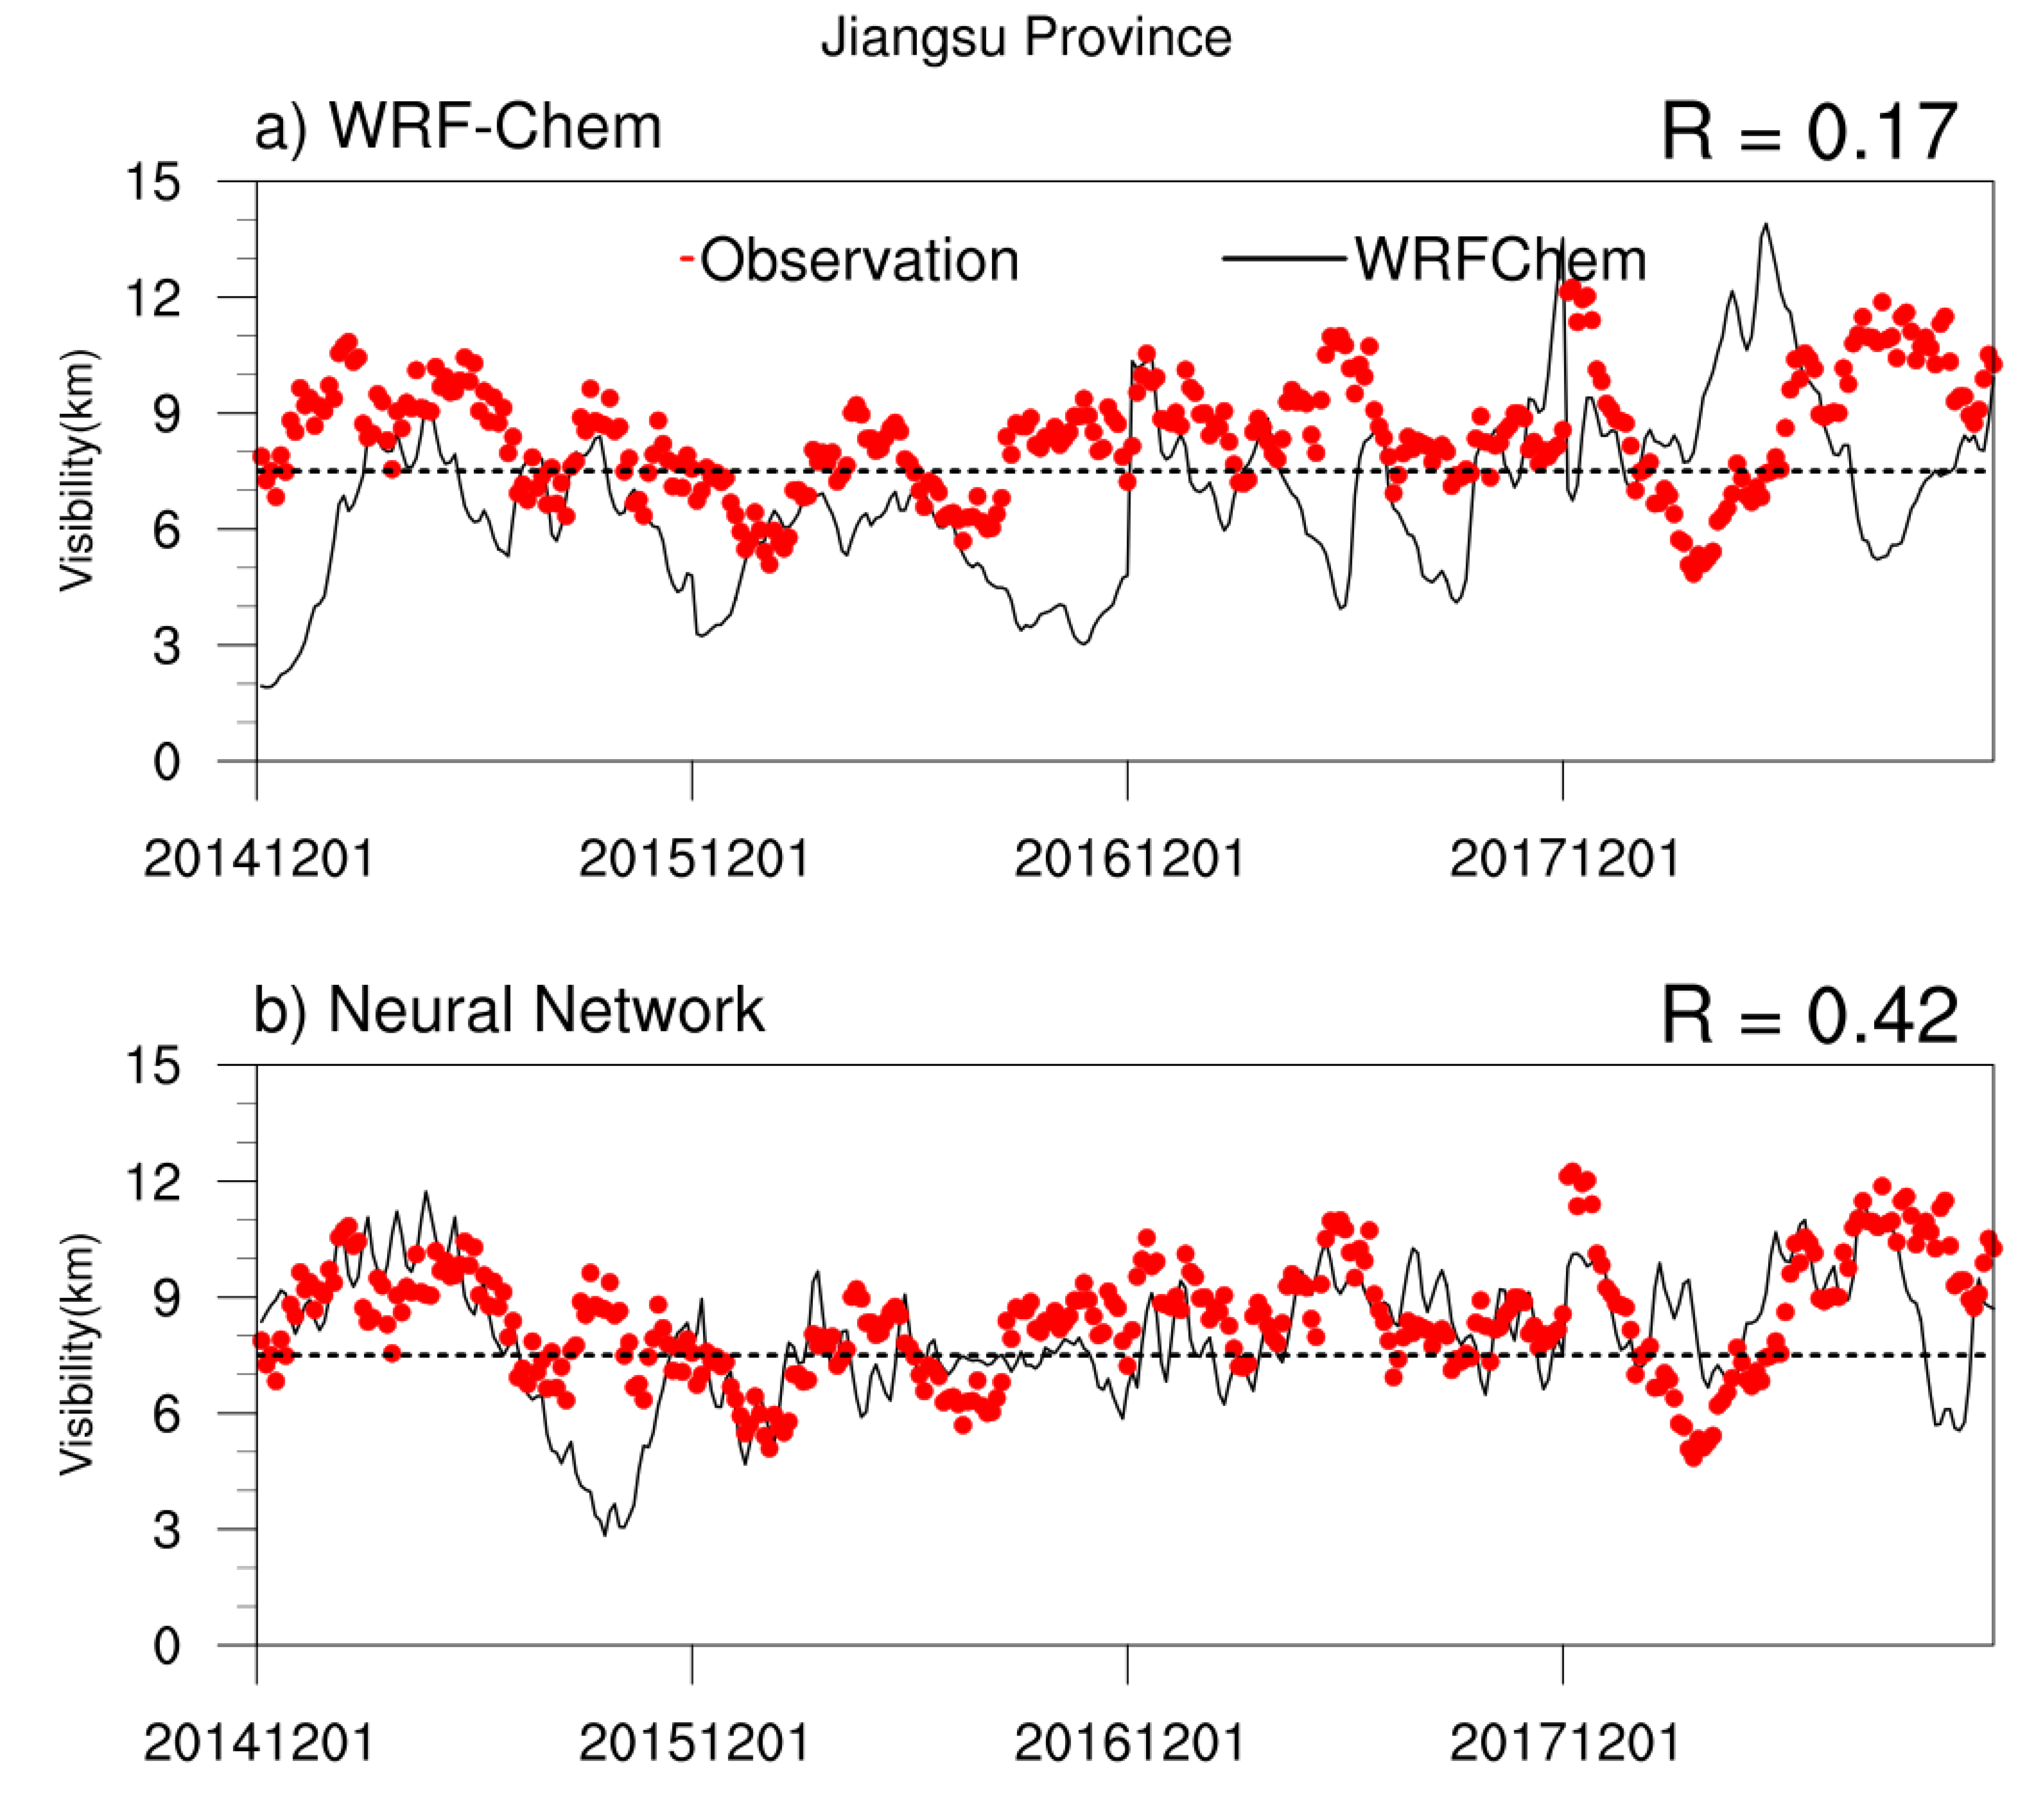 Jiangsu Province
a) WRF-Chem R = 0.17
15
12
9
6
3
0
Visibility(km)
Observation WRFChem
20141201 20151201 20161201 20171201
b) Neural Network R = 0.42
15
12
9
6
3
0
Visibility(km)
20141201 20151201 20161201 20171201